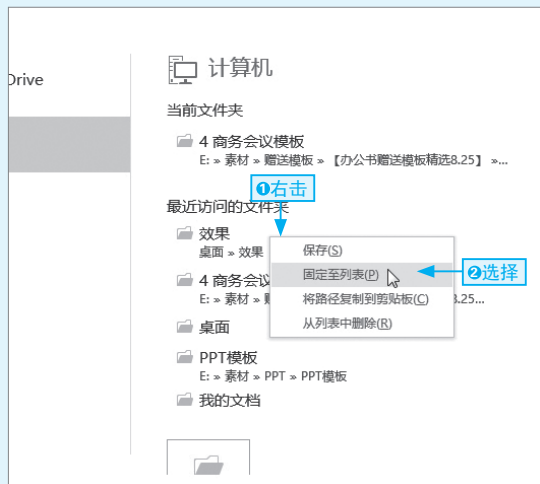 Drive
计算机
当前文件夹
4 商务会议模板
E: » 素材 » 赠送模板 » 【办公书赠送模板精选8.25】 »...
❶右击
最近访问的文件夹
效果
桌面 » 效果
保存(S)
固定至列表(P)
❷选择
4 商务会
E: » 素材 »
将路径复制到剪贴板(C)
8.25...
从列表中删除(R)
桌面
PPT模板
E: » 素材 » PPT » PPT模板
我的文档